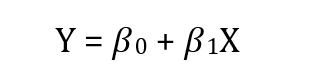 Y = β₀ + β₁X